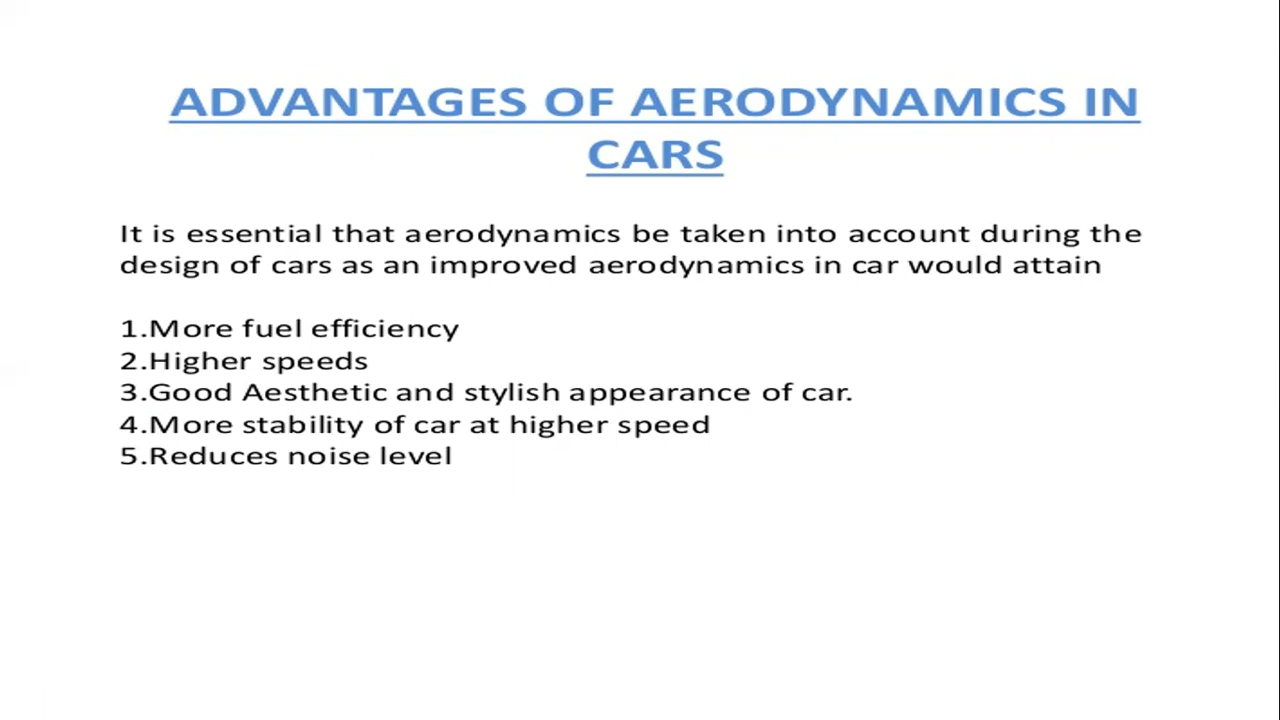 ADVANTAGES OF AERODYNAMICS IN
CARS
It is essential that aerodynamics be taken into account during the
design of cars as an improved aerodynamics in car would attain
1.More fuel efficiency
2.Higher speeds
3.Good Aesthetic and stylish appearance of car.
4.More stability of car at higher speed
5.Reduces noise level